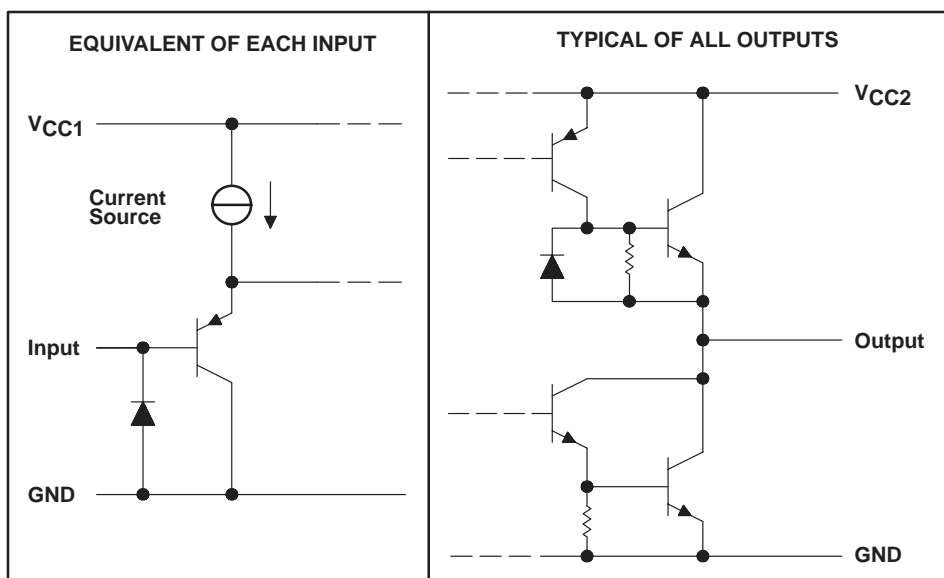 EQUIVALENT OF EACH INPUT
VCC1
Current
Source
Input
GND
TYPICAL OF ALL OUTPUTS
VCC2
Output
GND